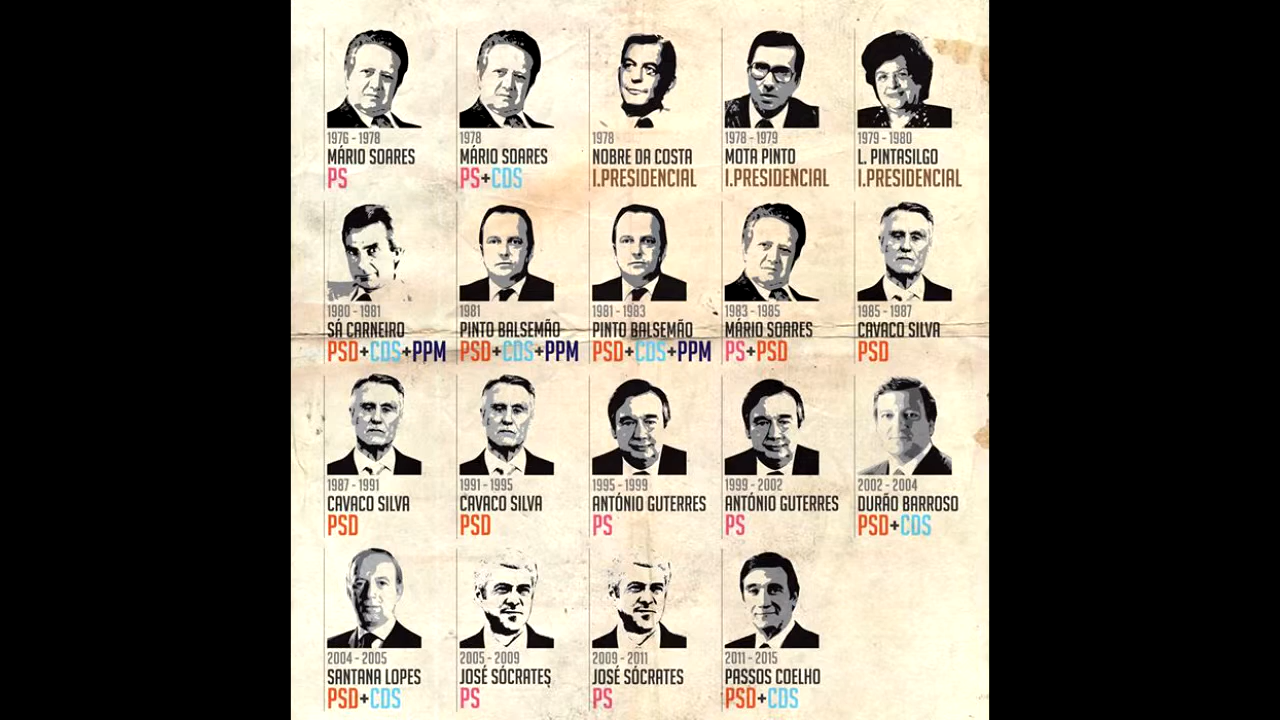 1976 - 1978
MÁRIO SOARES
PS
1978
MÁRIO SOARES
PS+CDS
1978
NOBRE DA COSTA
I.PRESIDENCIAL
1978 - 1979
MOTA PINTO
I.PRESIDENCIAL
1979 - 1980
L. PINTASILGO
I.PRESIDENCIAL
1980 - 1981
SÁ CARNEIRO
PSD+CDS+PPM
1981
PINTO BALSEMÃO
PSD+CDS+PPM
1981 - 1983
PINTO BALSEMÃO
PSD+CDS+PPM
1983 - 1985
MÁRIO SOARES
PS+PSD
1985 - 1987
CAVACO SILVA
PSD
1987 - 1991
CAVACO SILVA
PSD
1991 - 1995
CAVACO SILVA
PSD
1995 - 1999
ANTÓNIO GUTERRES
PS
1999 - 2002
ANTÓNIO GUTERRES
PS
2002 - 2004
DURÃO BARROSO
PSD+CDS
2004 - 2005
SANTANA LOPES
PSD+CDS
2005 - 2009
JOSÉ SÓCRATES
PS
2009 - 2011
JOSÉ SÓCRATES
PS
2011 - 2015
PASSOS COELHO
PSD+CDS